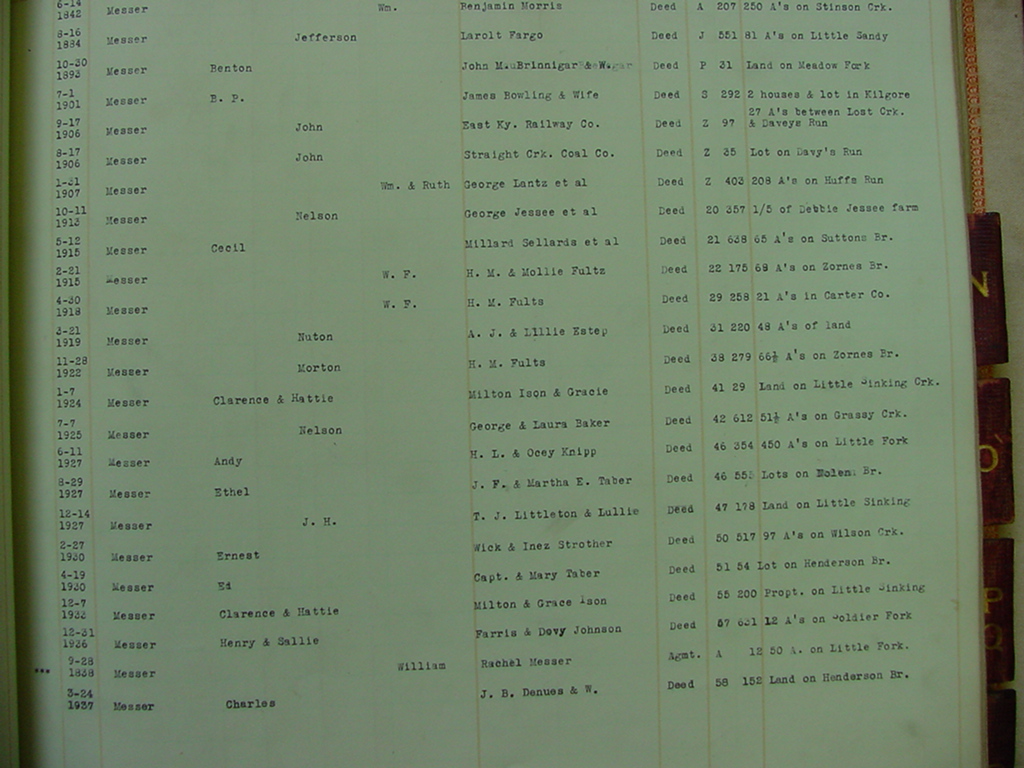 6-14 1842 Messer Wm. Benjamin Morris Deed A 207 250 A's on Stinson Crk.
8-16 1884 Messer Jefferson Larolt Fargo Deed J 551 81 A's on Little Sandy
10-30 1893 Messer Benton John M. Brinnigar & W. Deed P 31 Land on Meadow Fork
7-1 1901 Messer B. P. James Bowling & Wife Deed S 292 2 houses & lot in Kilgore
9-17 1906 Messer John East Ky. Railway Co. Deed Z 97 27 A's between Lost Crk. & Daveys Run
8-17 1906 Messer John Straight Crk. Coal Co. Deed Z 35 Lot on Davy's Run
1-31 1907 Messer Wm. & Ruth George Lantz et al Deed Z 403 208 A's on Huffs Run
10-11 1913 Messer Nelson George Jessee et al Deed 20 357 1/5 of Debbie Jessee farm
5-12 1915 Messer Cecil Millard Sellards et al Deed 21 638 65 A's on Suttons Br.
2-21 1915 Messer W. F. H. M. & Mollie Fultz Deed 22 175 68 A's on Zornes Br.
4-30 1918 Messer W. F. H. M. Fults Deed 29 258 21 A's in Carter Co.
3-21 1919 Messer Nuton A. J. & Lillie Estep Deed 31 220 48 A's of land
11-28 1922 Messer Morton H. M. Fults Deed 38 279 66½ A's on Zornes Br.
1-7 1924 Messer Clarence & Hattie Milton Ison & Gracie Deed 41 29 Land on Little Sinking Crk.
7-7 1925 Messer Nelson George & Laura Baker Deed 42 612 51½ A's on Grassy Crk.
6-11 1927 Messer Andy H. L. & Ocey Knipp Deed 46 354 450 A's on Little Fork
8-29 1927 Messer Ethel J. F. & Martha E. Taber Deed 46 Lots on Br.
12-14 1927 Messer J. H. T. J. Littleton & Lullie Deed 47 178 Land on Little Sinking
2-27 1930 Messer Ernest Wick & Inez Strother Deed 50 517 97 A's on Wilson Crk.
4-19 1930 Messer Ed Capt. & Mary Taber Deed 51 54 Lot on Henderson Br.
12-7 Messer Clarence & Hattie Milton & Grace Ison Deed 55 200 Propt. on Little Sinking
12-31 1936 Messer Henry & Sallie Farris & Dovy Johnson Deed 57 631 12 A's on Soldier Fork
*** 9-28 1838 Messer William Rachel Messer Agmt. A 12 50 A. on Little Fork.
3-24 1937 Messer Charles J. B. Denues & W. Deed 58 152 Land on Henderson Br.
N
O
P
Q